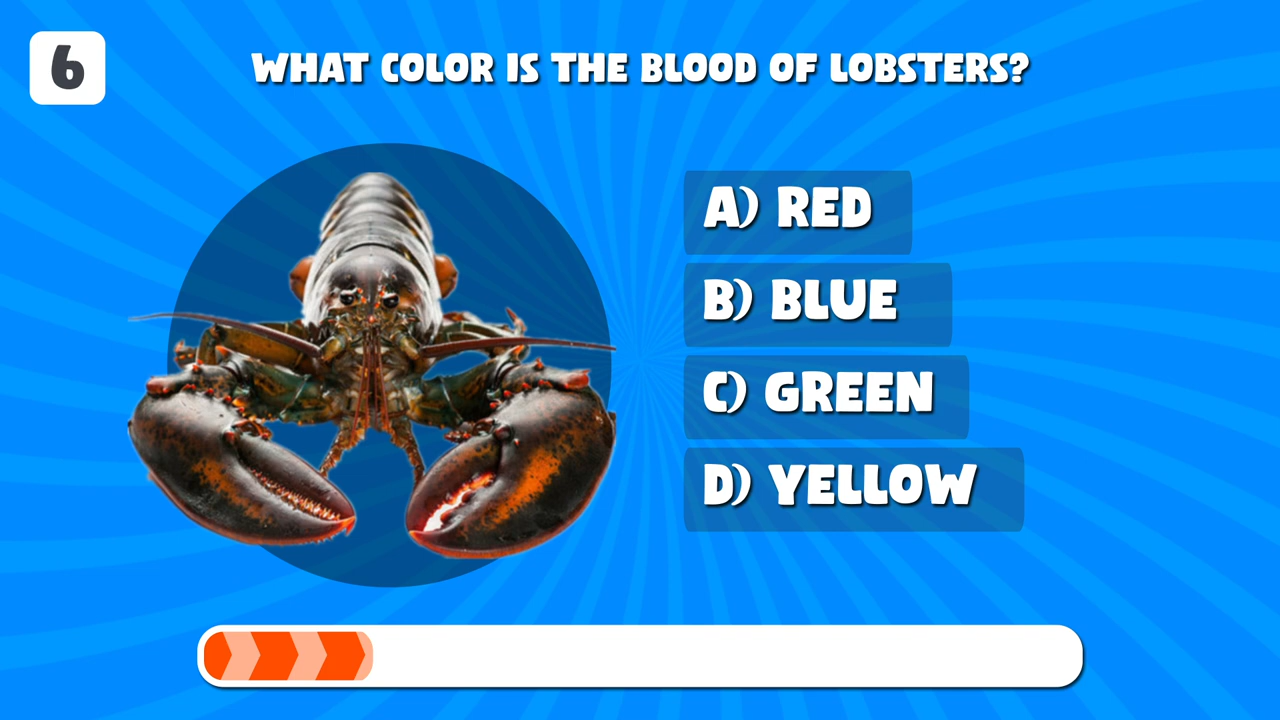 6
WHAT COLOR IS THE BLOOD OF LOBSTERS?
A) RED
B) BLUE
C) GREEN
D) YELLOW